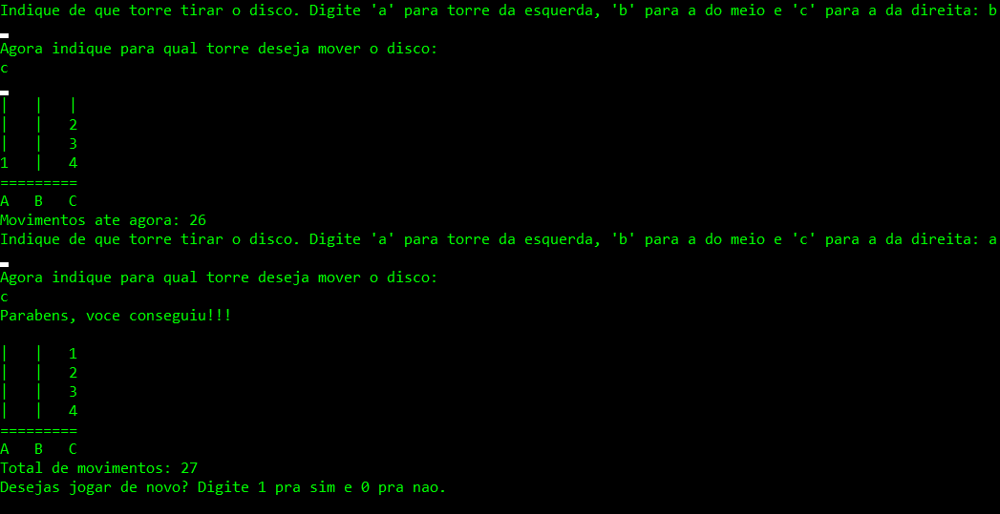 Indique de que torre tirar o disco. Digite 'a' para torre da esquerda, 'b' para a do meio e 'c' para a da direita: b
Agora indique para qual torre deseja mover o disco:
c
|   |   |
|   |   2
|   |   3
1   |   4
=========
A   B   C
Movimentos ate agora: 26
Indique de que torre tirar o disco. Digite 'a' para torre da esquerda, 'b' para a do meio e 'c' para a da direita: a
Agora indique para qual torre deseja mover o disco:
c
Parabens, voce conseguiu!!!
|   |   1
|   |   2
|   |   3
|   |   4
=========
A   B   C
Total de movimentos: 27
Desejas jogar de novo? Digite 1 pra sim e 0 pra nao.